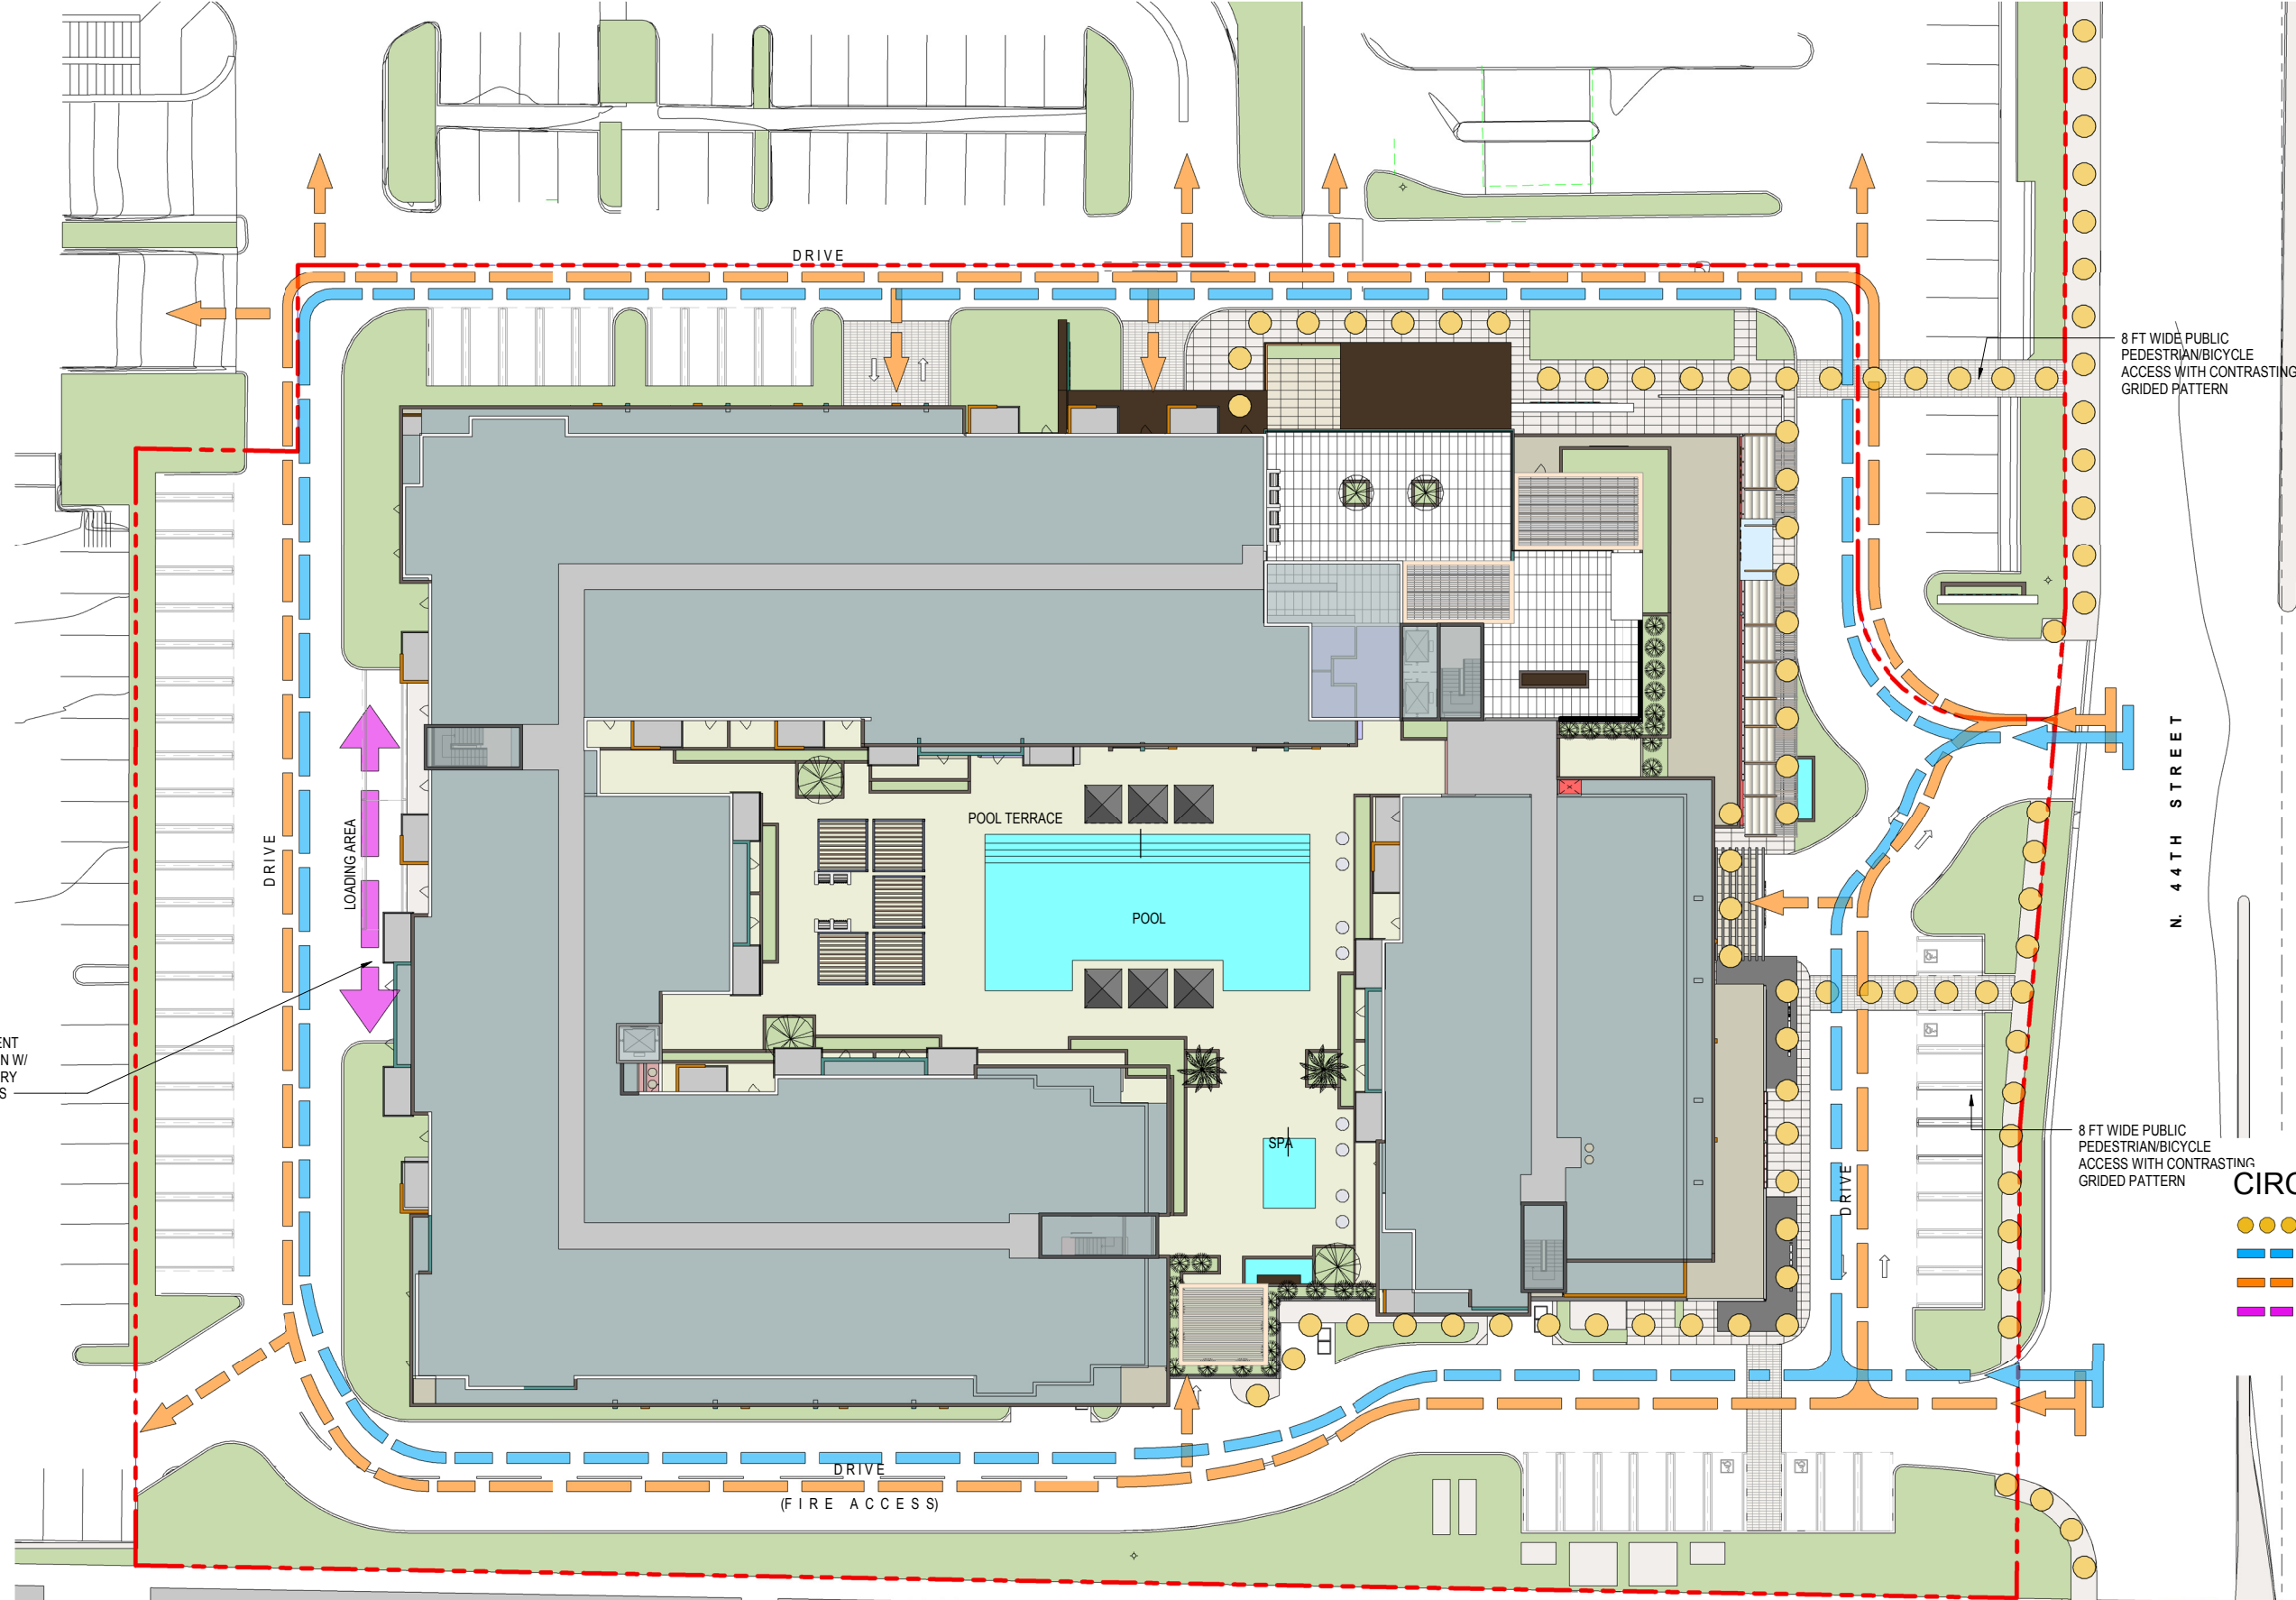 DRIVE
8 FT WIDE PUBLIC
PEDESTRIAN/BICYCLE
ACCESS WITH CONTRASTING
GRIDED PATTERN
N. 44TH STREET
POOL TERRACE
DRIVE
LOADING AREA
POOL
ENT
N W/
RY
S
SPA
8 FT WIDE PUBLIC
PEDESTRIAN/BICYCLE
ACCESS WITH CONTRASTING
GRIDED PATTERN
DRIVE
CIRC
DRIVE
(FIRE ACCESS)